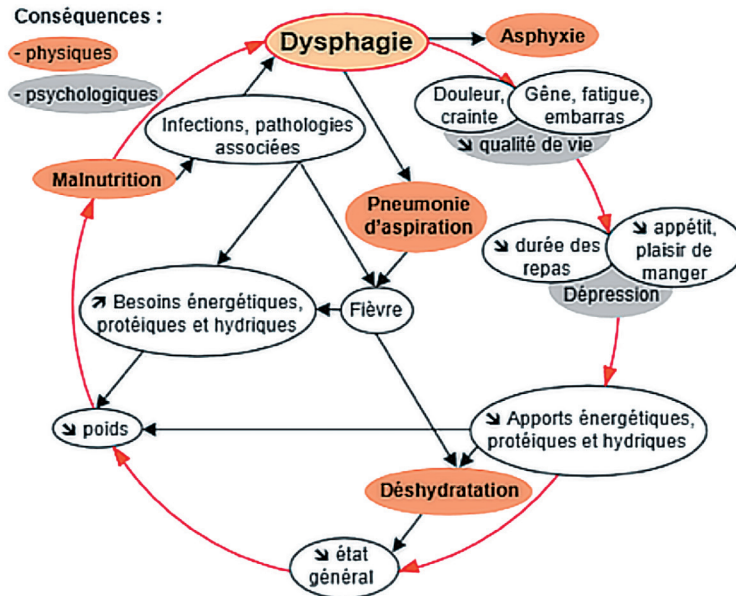 Conséquences :
- physiques
- psychologiques
Dysphagie
Asphyxie
Douleur,
crainte
Gêne, fatigue,
embarras
↘ qualité de vie
Infections, pathologies
associées
Malnutrition
Pneumonie
d'aspiration
↘ durée des
repas
↘ appétit,
plaisir de
manger
Dépression
↗ Besoins énergétiques,
protéiques et hydriques
Fièvre
↘ poids
↘ Apports énergétiques,
protéiques et hydriques
Déshydratation
↘ état
général